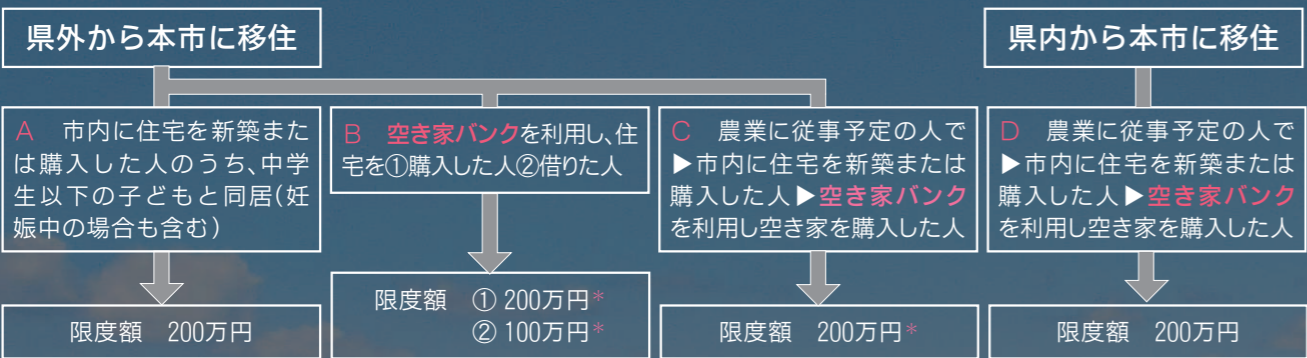 県外から本市に移住
県内から本市に移住
A　市内に住宅を新築また
は購入した人のうち、中学
生以下の子どもと同居(妊
娠中の場合も含む)
限度額　200万円
B　空き家バンクを利用し、住
宅を①購入した人②借りた人
限度額　① 200万円*
② 100万円*
C　農業に従事予定の人で
▶市内に住宅を新築または
購入した人▶空き家バンク
を利用し空き家を購入した人
限度額　200万円*
D　農業に従事予定の人で
▶市内に住宅を新築または
購入した人▶空き家バンク
を利用し空き家を購入した人
限度額　200万円